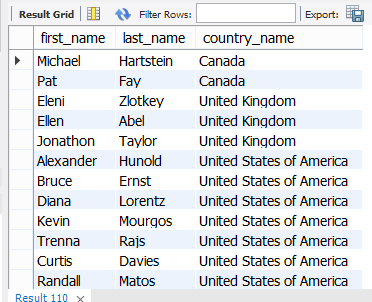 Result Grid Filter Rows: Export:
first_name last_name country_name
Michael Hartstein Canada
Pat Fay Canada
Eleni Zlotkey United Kingdom
Ellen Abel United Kingdom
Jonathon Taylor United Kingdom
Alexander Hunold United States of America
Bruce Ernst United States of America
Diana Lorentz United States of America
Kevin Mourgos United States of America
Trenna Rajs United States of America
Curtis Davies United States of America
Randall Matos United States of America
Result 110 ×